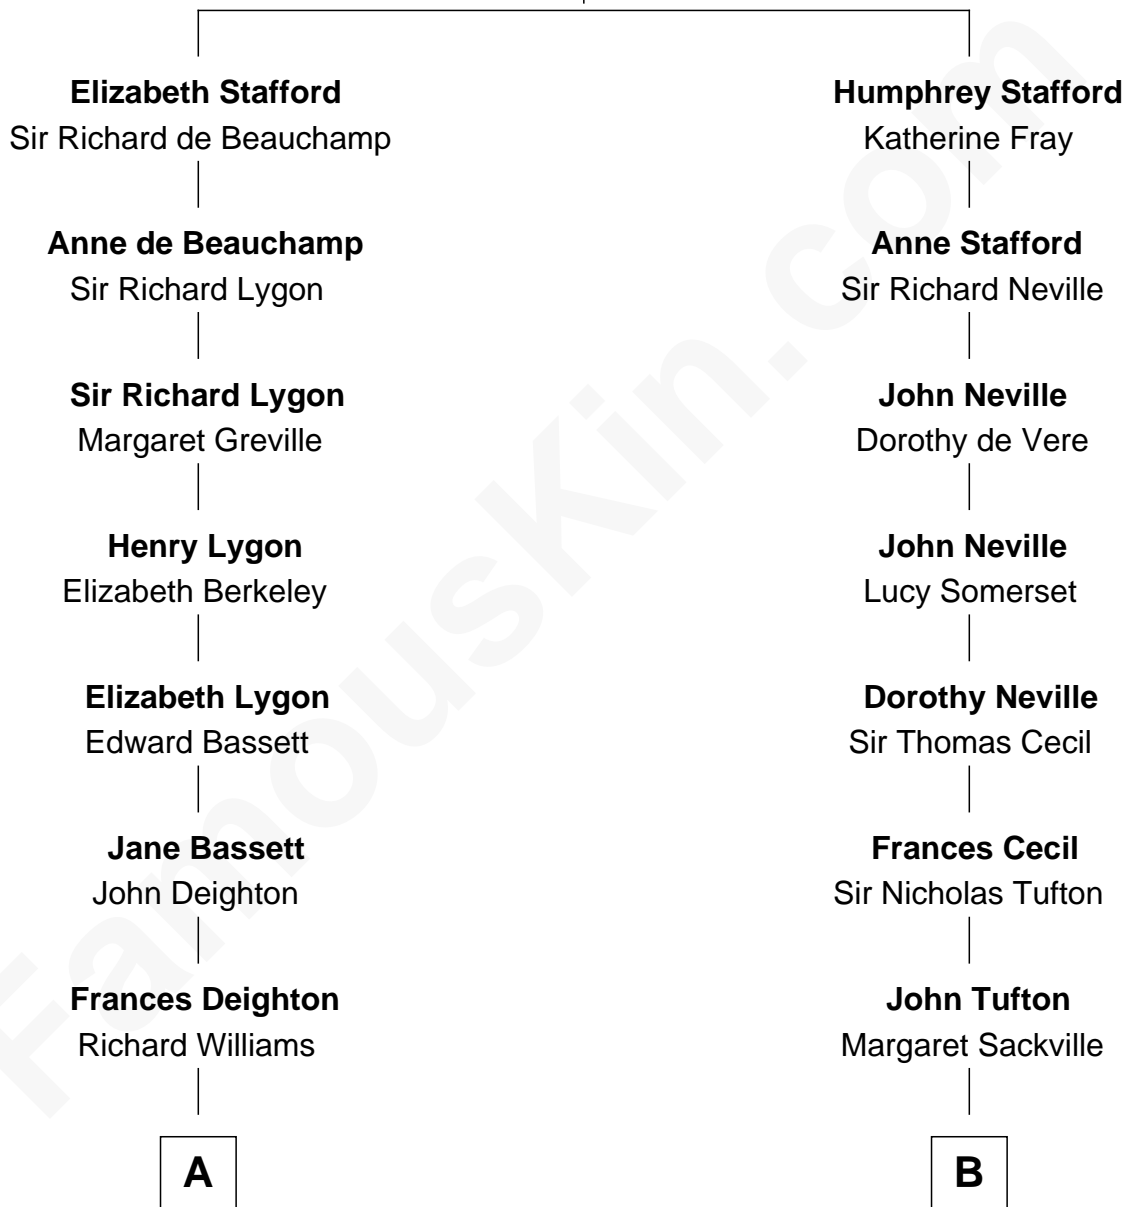 Elizabeth Stafford
Sir Richard de Beauchamp
Anne de Beauchamp
Sir Richard Lygon
Sir Richard Lygon
Margaret Greville
Henry Lygon
Elizabeth Berkeley
Elizabeth Lygon
Edward Bassett
Jane Bassett
John Deighton
Frances Deighton
Richard Williams
A
Humphrey Stafford
Katherine Fray
Anne Stafford
Sir Richard Neville
John Neville
Dorothy de Vere
John Neville
Lucy Somerset
Dorothy Neville
Sir Thomas Cecil
Frances Cecil
Sir Nicholas Tufton
John Tufton
Margaret Sackville
B
FamousKin.com